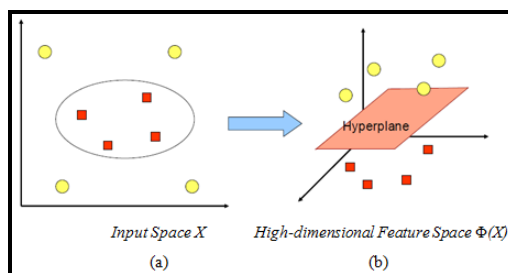 Hyperplane
Input Space X
High-dimensional Feature Space Φ(X)
(a)
(b)